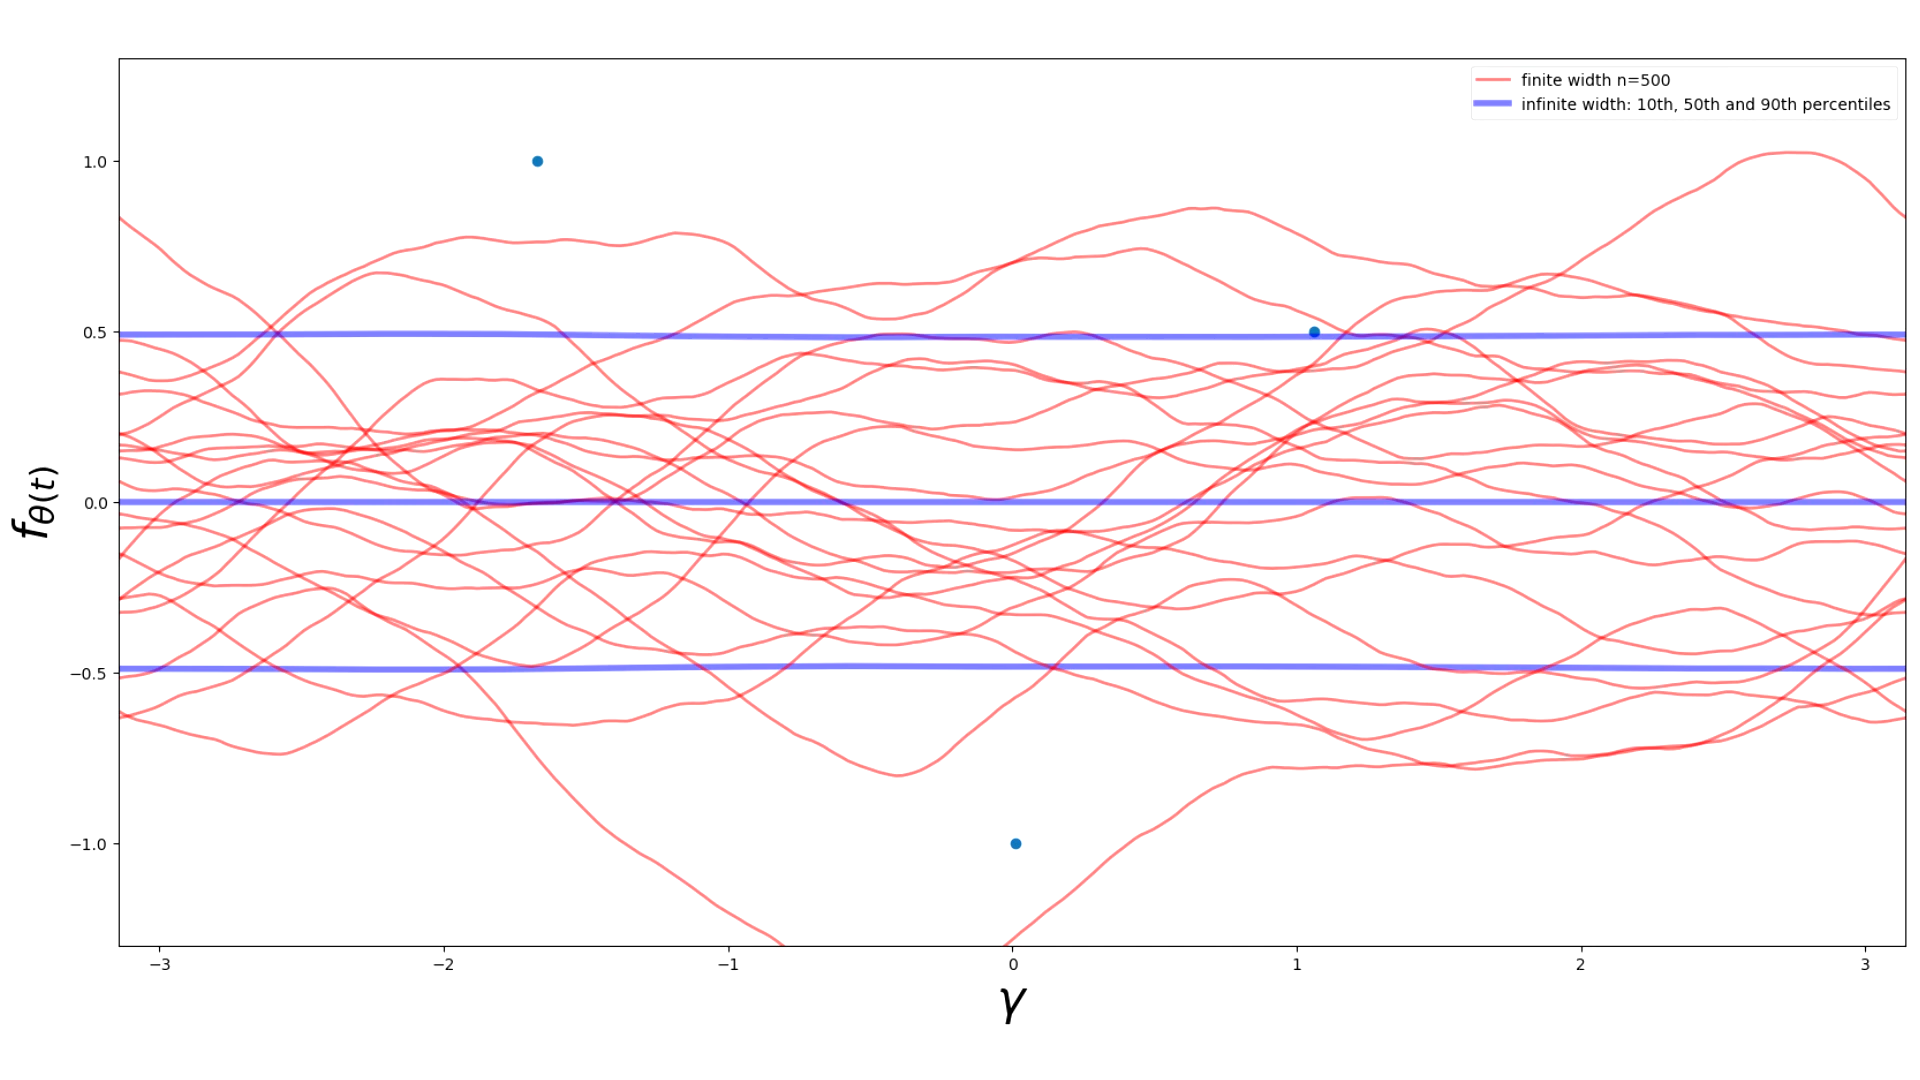 finite width n=500
infinite width: 10th, 50th and 90th percentiles
1.0
0.5
0.0
−0.5
−1.0
fθ(t)
−3 −2 −1 0 1 2 3
γ